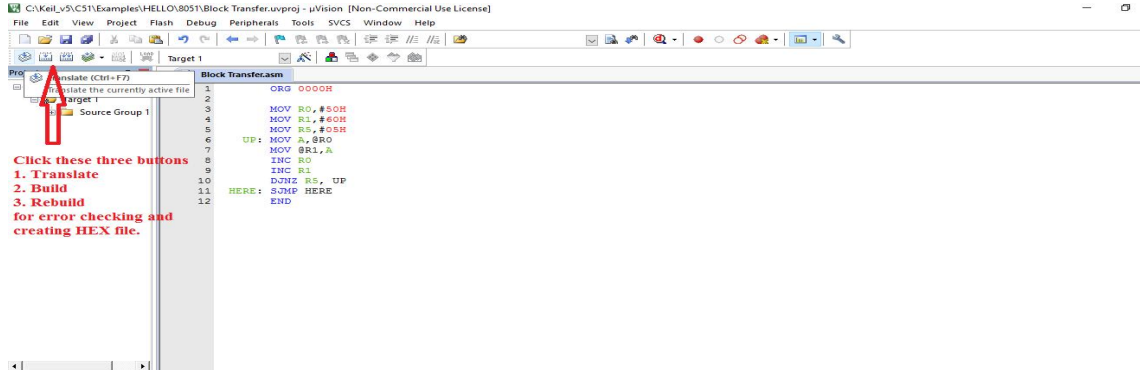 C:\Keil_v5\C51\Examples\HELLO\8051\Block Transfer.uvproj - µVision [Non-Commercial Use License]
File Edit View Project Flash Debug Peripherals Tools SVCS Window Help
Target 1
Translate (Ctrl+F7)
Translate the currently active file
Target 1
Source Group 1
Click these three buttons
1. Translate
2. Build
3. Rebuild
for error checking and
creating HEX file.
Block Transfer.asm
1 ORG 0000H
2
3 MOV R0,#50H
4 MOV R1,#60H
5 MOV R5,#05H
6 UP: MOV A,@R0
7 MOV @R1,A
8 INC R0
9 INC R1
10 DJNZ R5, UP
11 HERE: SJMP HERE
12 END